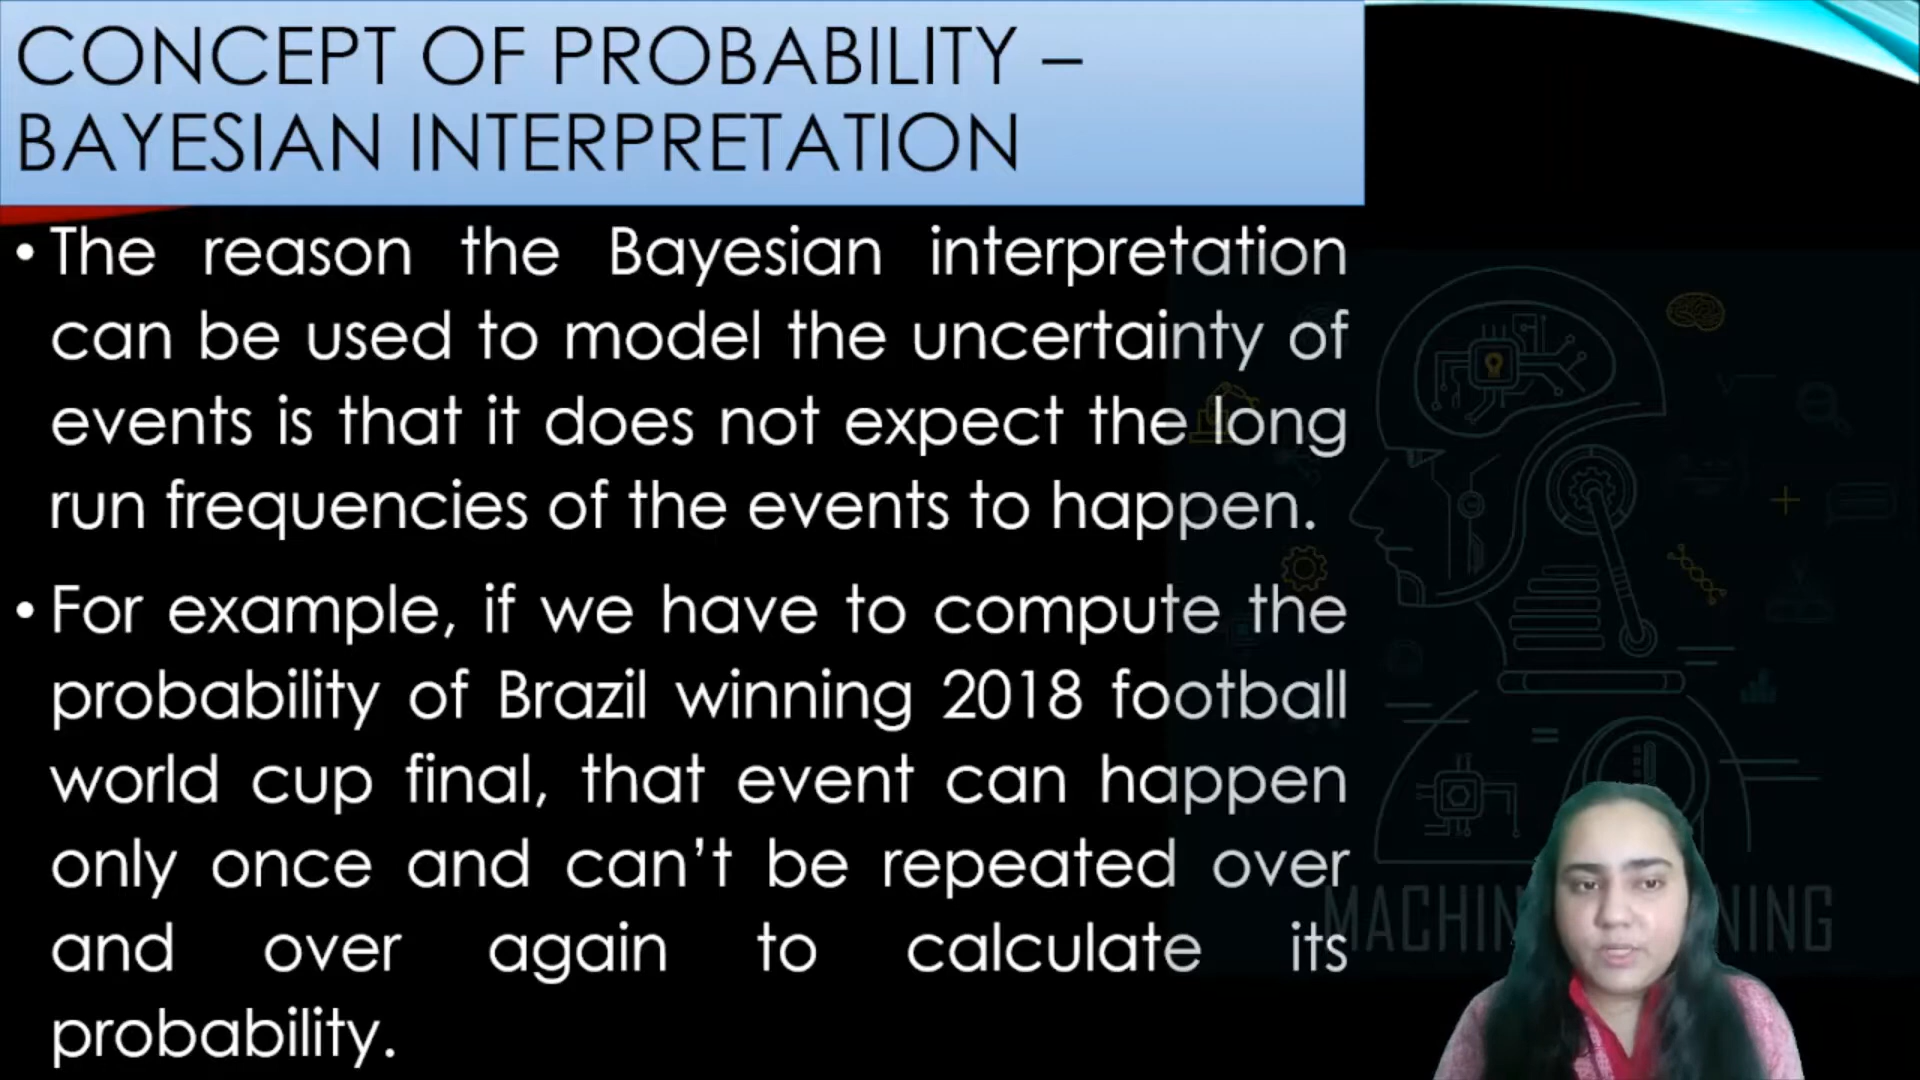 CONCEPT OF PROBABILITY –
BAYESIAN INTERPRETATION
• The reason the Bayesian interpretation
can be used to model the uncertainty of
events is that it does not expect the long
run frequencies of the events to happen.
• For example, if we have to compute the
probability of Brazil winning 2018 football
world cup final, that event can happen
only once and can’t be repeated over
and over again to calculate its
probability.